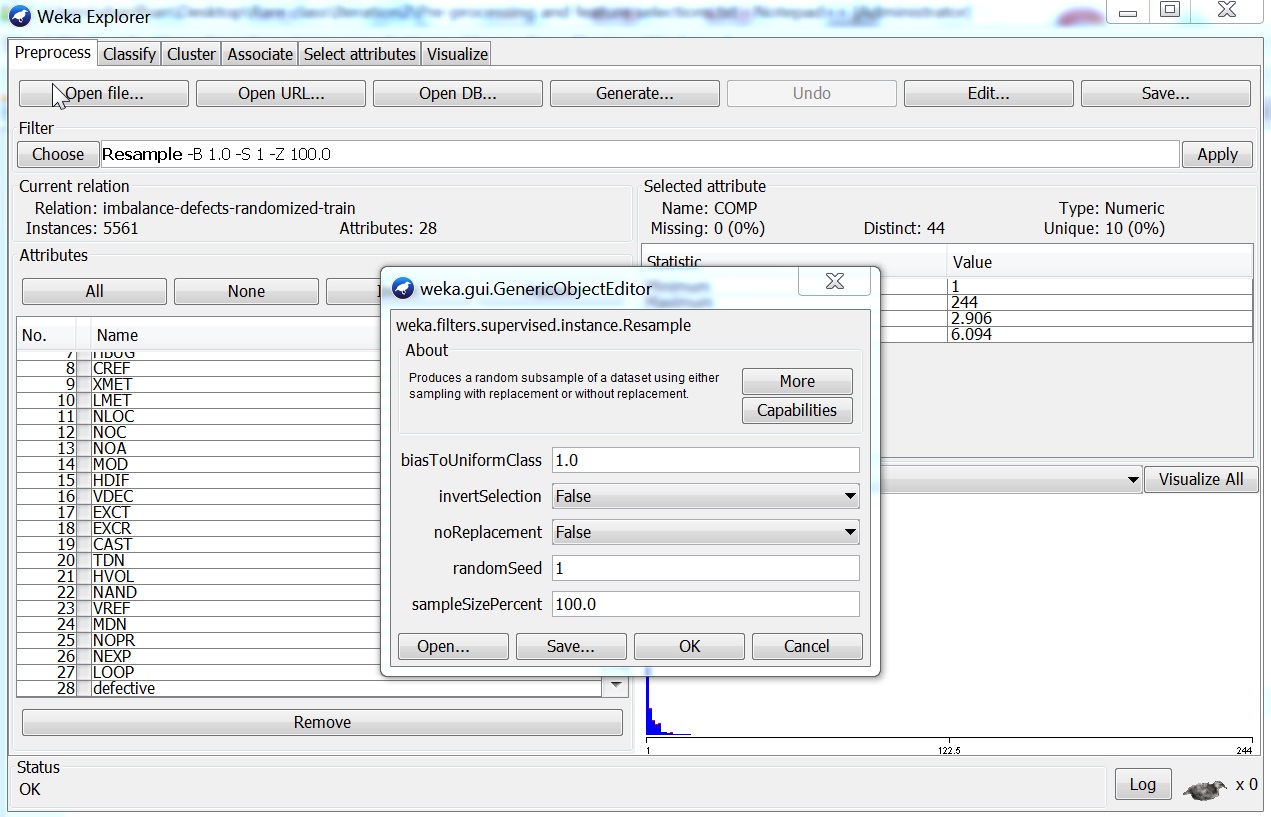 Weka Explorer
Preprocess Classify Cluster Associate Select attributes Visualize
Open file... Open URL... Open DB... Generate... Undo Edit... Save...
Filter
Choose Resample -B 1.0 -S 1 -Z 100.0 Apply
Current relation
Relation: imbalance-defects-randomized-train
Instances: 5561 Attributes: 28
Selected attribute
Name: COMP Type: Numeric
Missing: 0 (0%) Distinct: 44 Unique: 10 (0%)
Attributes
All None
Statistic Value
Minimum 1
Maximum 244
2.906
6.094
No. Name
7 HBUG
8 CREF
9 XMET
10 LMET
11 NLOC
12 NOC
13 NOA
14 MOD
15 HDIF
16 VDEC
17 EXCT
18 EXCR
19 CAST
20 TDN
21 HVOL
22 NAND
23 VREF
24 MDN
25 NOPR
26 NEXP
27 LOOP
28 defective
Remove
weka.gui.GenericObjectEditor
weka.filters.supervised.instance.Resample
About
Produces a random subsample of a dataset using either
sampling with replacement or without replacement.
More
Capabilities
biasToUniformClass 1.0
invertSelection False
noReplacement False
randomSeed 1
sampleSizePercent 100.0
Open... Save... OK Cancel
Visualize All
1 122.5 244
Status
OK
Log x 0